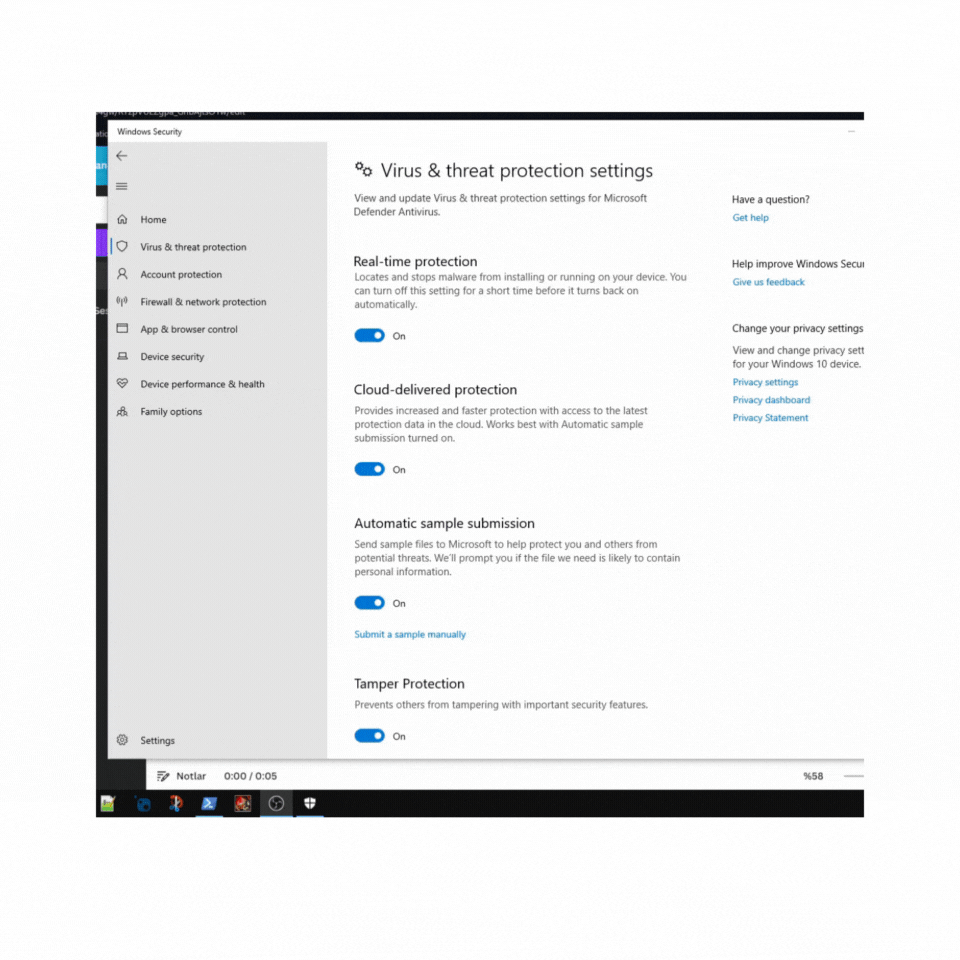 Windows Security
Home
Virus & threat protection
Account protection
Firewall & network protection
App & browser control
Device security
Device performance & health
Family options
Settings
Virus & threat protection settings
View and update Virus & threat protection settings for Microsoft
Defender Antivirus.
Real-time protection
Locates and stops malware from installing or running on your device. You
can turn off this setting for a short time before it turns back on
automatically.
On
Cloud-delivered protection
Provides increased and faster protection with access to the latest
protection data in the cloud. Works best with Automatic sample
submission turned on.
On
Automatic sample submission
Send sample files to Microsoft to help protect you and others from
potential threats. We'll prompt you if the file we need is likely to contain
personal information.
On
Submit a sample manually
Tamper Protection
Prevents others from tampering with important security features.
On
Have a question?
Get help
Help improve Windows Secur
Give us feedback
Change your privacy settings
View and change privacy sett
for your Windows 10 device.
Privacy settings
Privacy dashboard
Privacy Statement
Notlar 0:00 / 0:05 %58